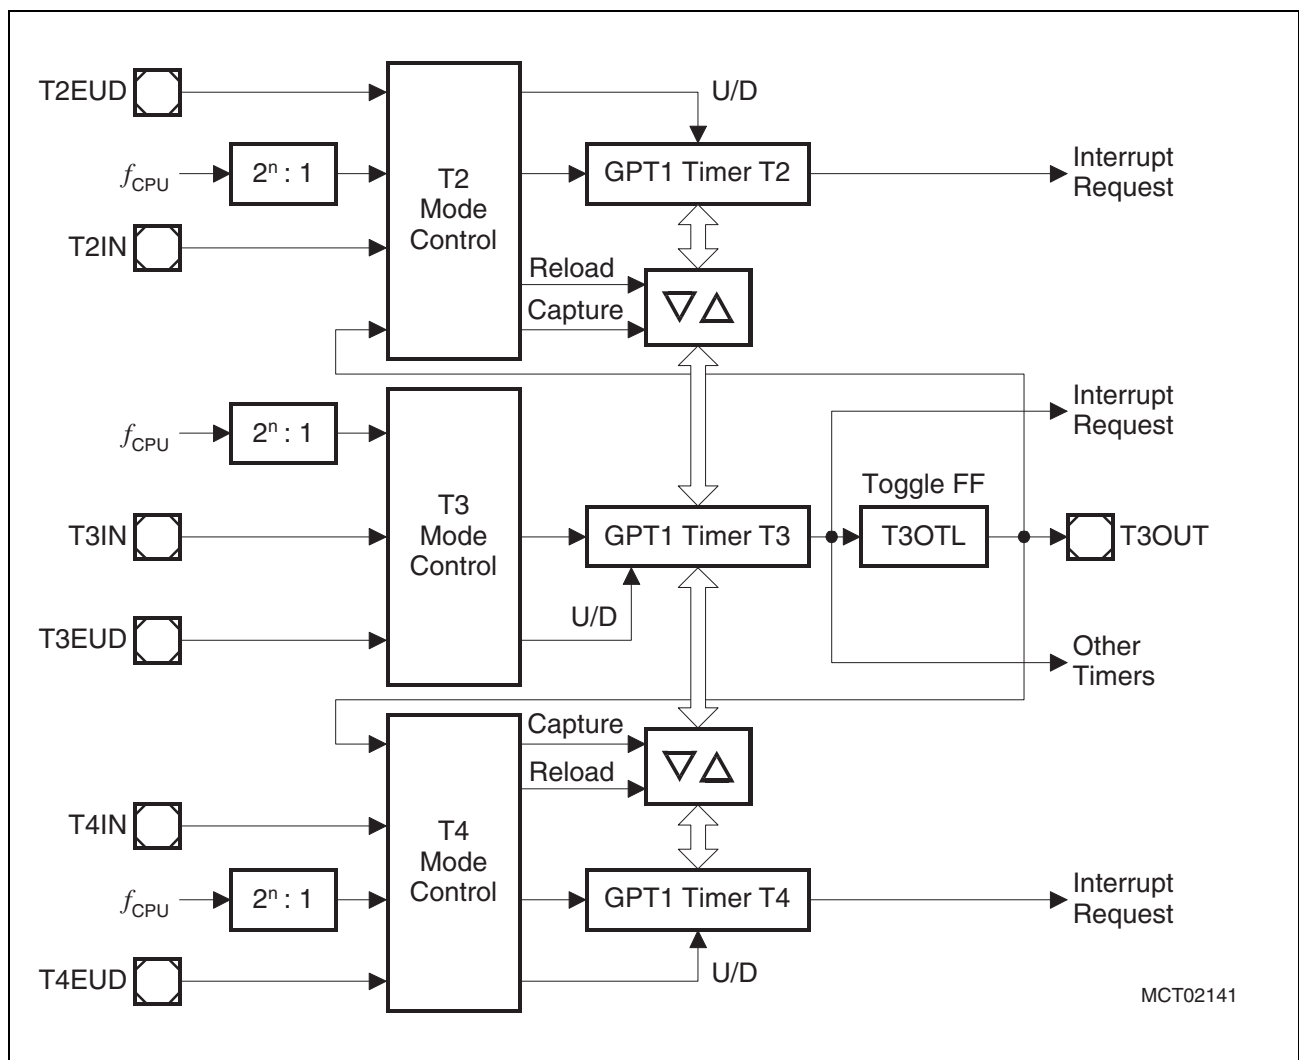 T2EUD
U/D
fCPU
2ⁿ : 1
T2
Mode
Control
GPT1 Timer T2
Interrupt
Request
T2IN
Reload
Capture
fCPU
2ⁿ : 1
Interrupt
Request
T3
Mode
Control
Toggle FF
T3IN
GPT1 Timer T3
T3OTL
T3OUT
U/D
T3EUD
Other
Timers
Capture
Reload
T4IN
T4
Mode
Control
fCPU
2ⁿ : 1
GPT1 Timer T4
Interrupt
Request
T4EUD
U/D
MCT02141